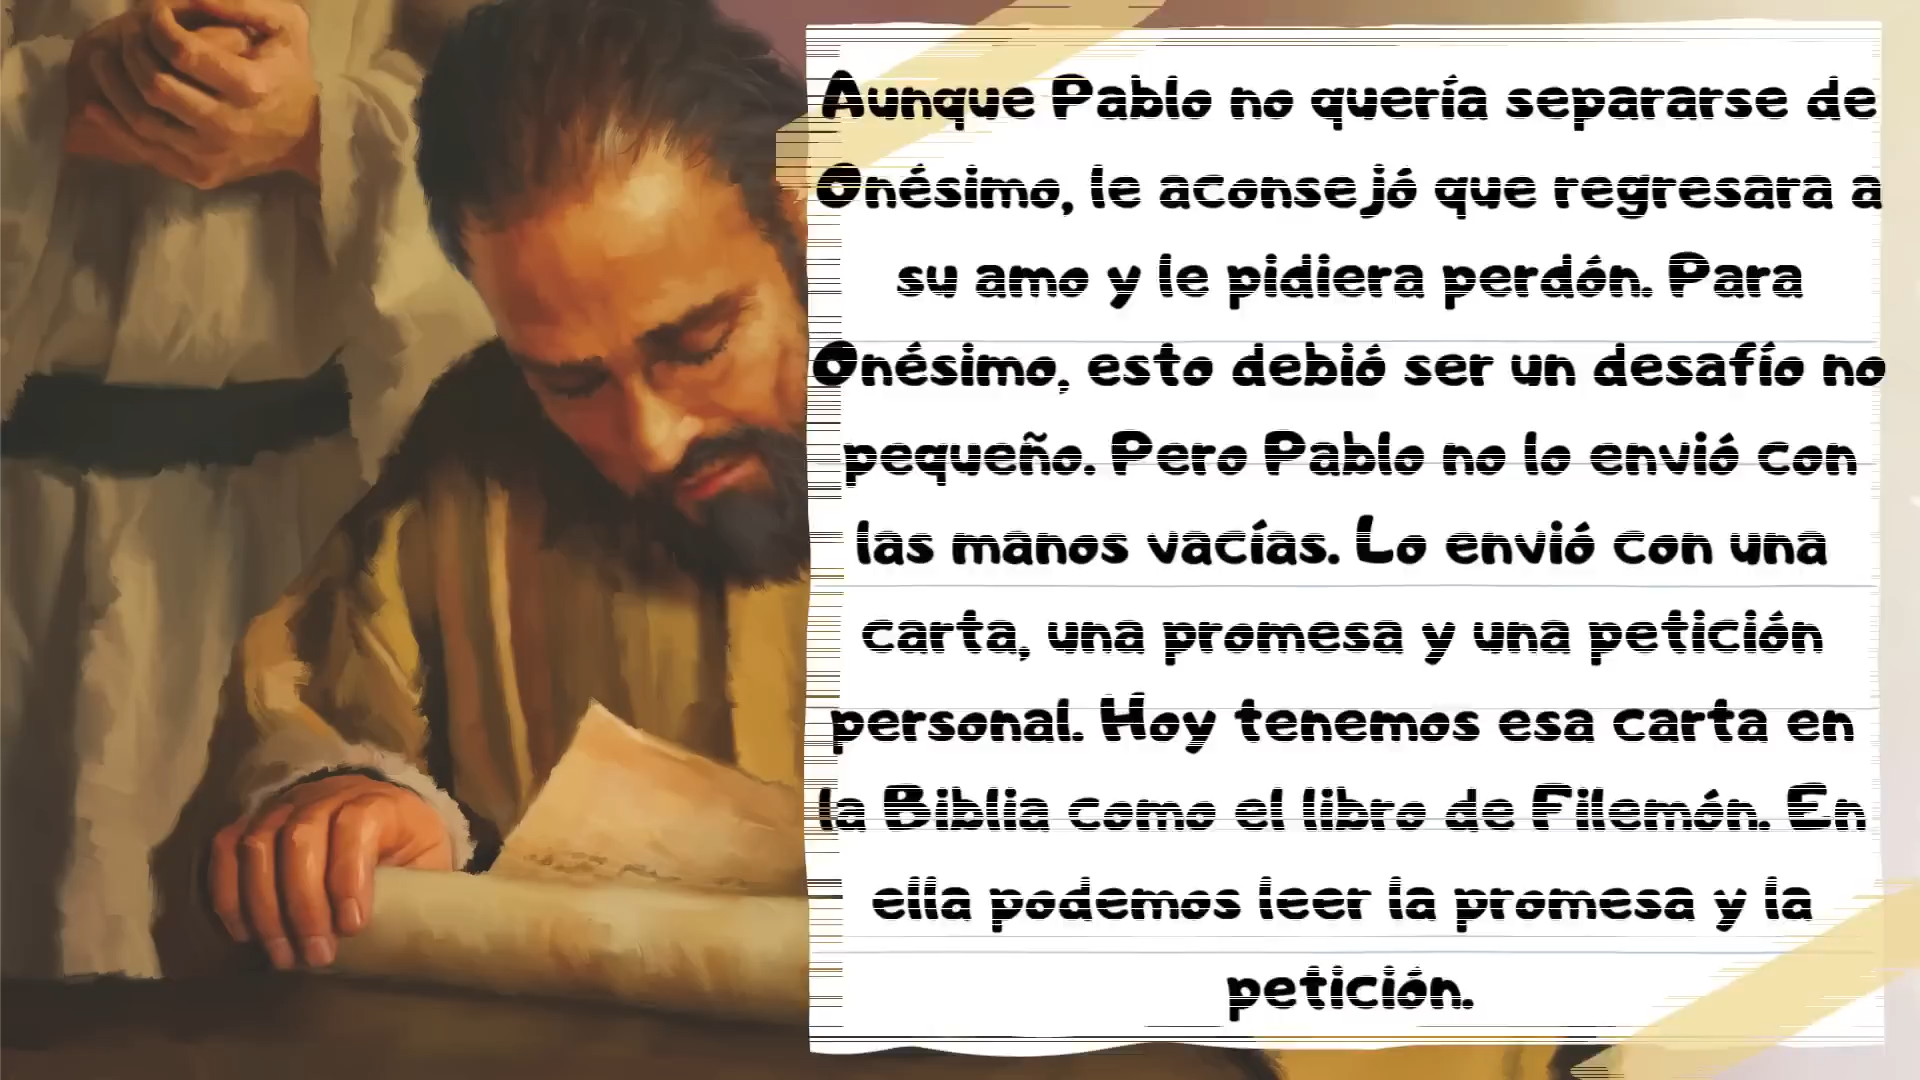 Aunque Pablo no quería separarse de
Onésimo, le aconsejó que regresara a
su amo y le pidiera perdón. Para
Onésimo, esto debió ser un desafío no
pequeño. Pero Pablo no lo envió con
las manos vacías. Lo envió con una
carta, una promesa y una petición
personal. Hoy tenemos esa carta en
la Biblia como el libro de Filemón. En
ella podemos leer la promesa y la
petición.